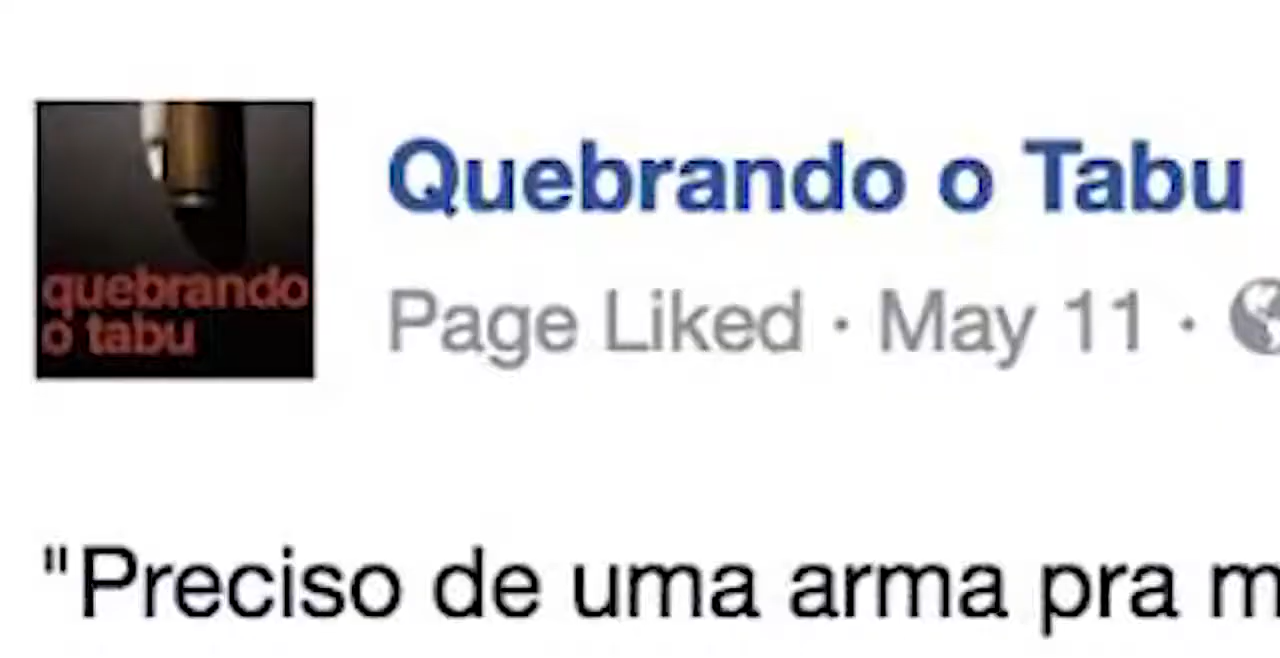 quebrando
o tabu
Quebrando o Tabu
Page Liked · May 11 ·
"Preciso de uma arma pra m